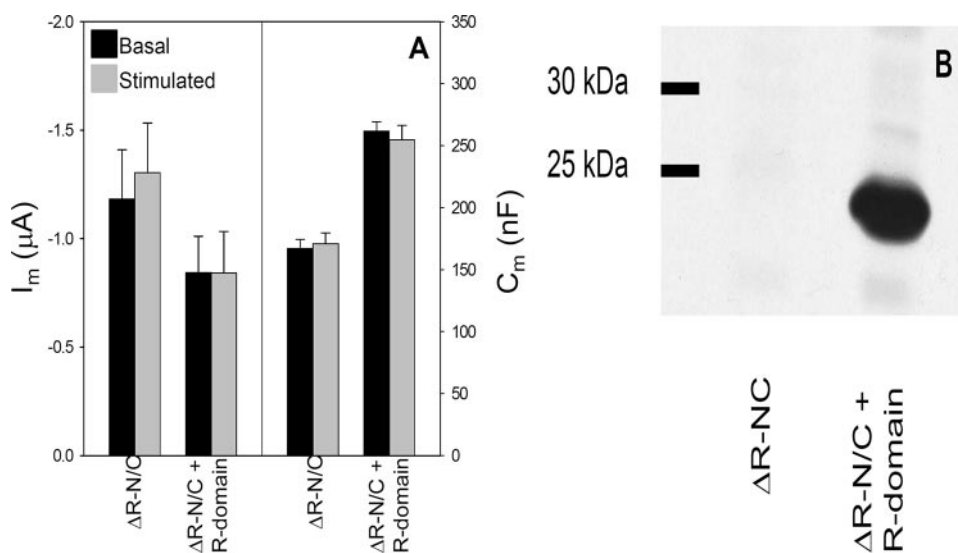 A
Basal
Stimulated
-2.0
-1.5
-1.0
-0.5
0.0
Im (µA)
350
300
250
200
150
100
50
0
Cm (nF)
ΔR-N/C
ΔR-N/C +
R-domain
ΔR-N/C
ΔR-N/C +
R-domain
B
30 kDa
25 kDa
ΔR-NC
ΔR-N/C +
R-domain